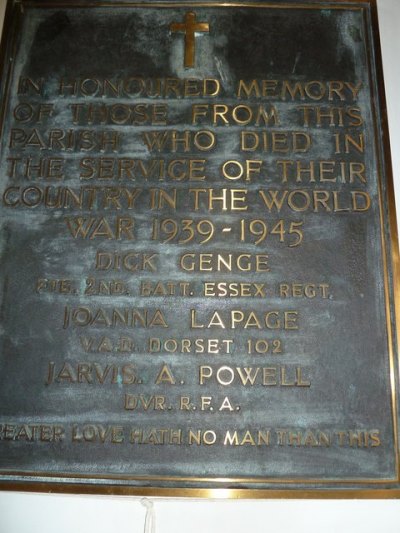 IN HONOURED MEMORY
OF THOSE FROM THIS
PARISH WHO DIED IN
THE SERVICE OF THEIR
COUNTRY IN THE WORLD
WAR 1939-1945
DICK GENGE
PTE. 2ND. BATT. ESSEX REGT.
JOANNA LAPAGE
V.A.D. DORSET 102
JARVIS. A. POWELL
DVR. R.F.A.
GREATER LOVE HATH NO MAN THAN THIS